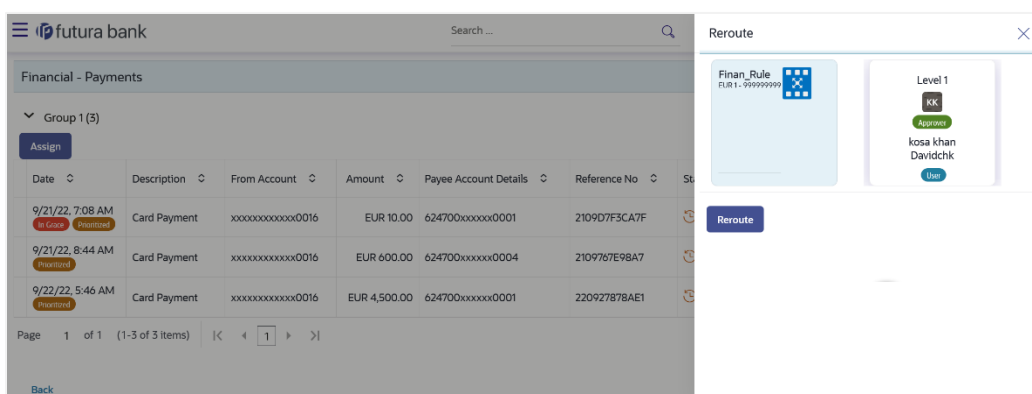 futura bank
Search ...
Reroute
Financial - Payments
Group 1 (3)
Assign
Date Description From Account Amount Payee Account Details Reference No
9/21/22, 7:08 AM Card Payment xxxxxxxxxxxx0016 EUR 10.00 624700xxxxxx0001 2109D7F3CA7F
In Grace Prioritized
9/21/22, 8:44 AM Card Payment xxxxxxxxxxxx0016 EUR 600.00 624700xxxxxx0004 2109767E98A7
Prioritized
9/22/22, 5:46 AM Card Payment xxxxxxxxxxxx0016 EUR 4,500.00 624700xxxxxx0001 220927878AE1
Prioritized
Page 1 of 1 (1-3 of 3 items) 1
Back
Finan_Rule
EUR 1 - 999999999
Level 1
KK
Approver
kosa khan
Davidchk
User
Reroute